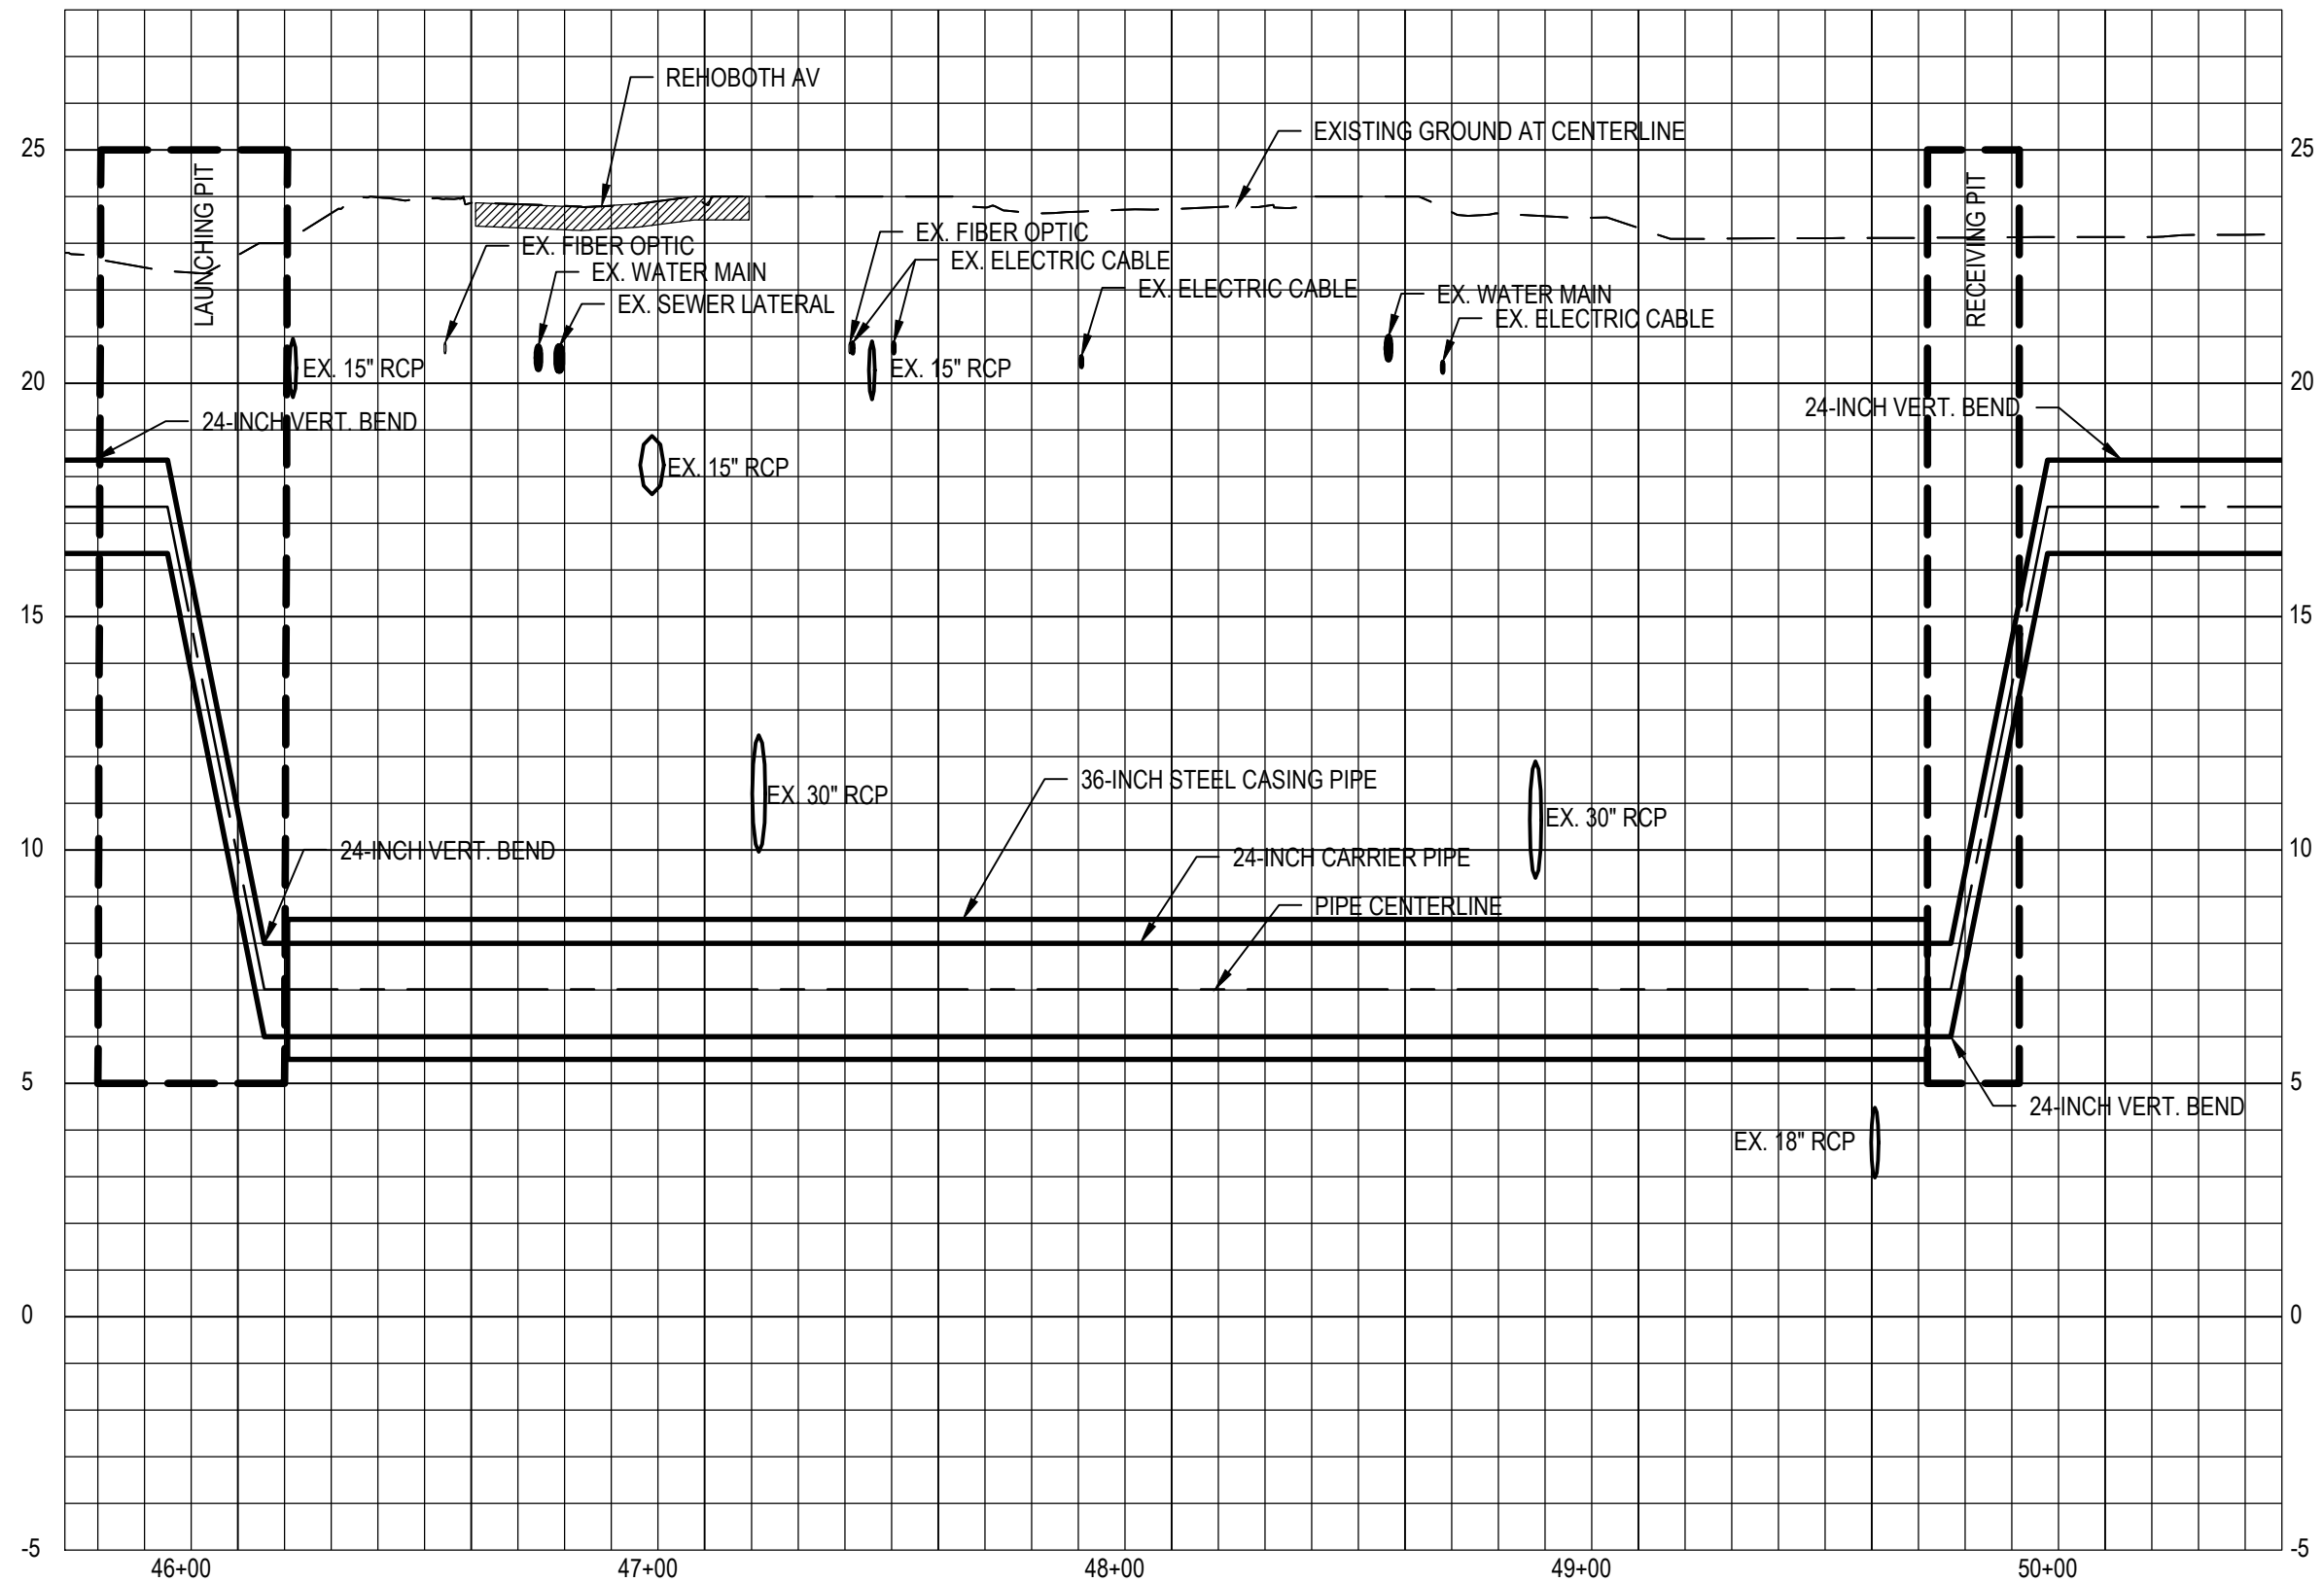 REHOBOTH AV
EXISTING GROUND AT CENTERLINE
25
25
LAUNCHING PIT
RECEIVING PIT
EX. FIBER OPTIC
EX. FIBER OPTIC
EX. WATER MAIN
EX. ELECTRIC CABLE
EX. SEWER LATERAL
EX. ELECTRIC CABLE
EX. WATER MAIN
EX. ELECTRIC CABLE
EX. 15" RCP
EX. 15" RCP
20
20
24-INCH VERT. BEND
24-INCH VERT. BEND
EX. 15" RCP
15
15
EX. 30" RCP
36-INCH STEEL CASING PIPE
EX. 30" RCP
10
24-INCH VERT. BEND
24-INCH CARRIER PIPE
10
PIPE CENTERLINE
5
5
24-INCH VERT. BEND
EX. 18" RCP
0
0
-5
-5
46+00
47+00
48+00
49+00
50+00